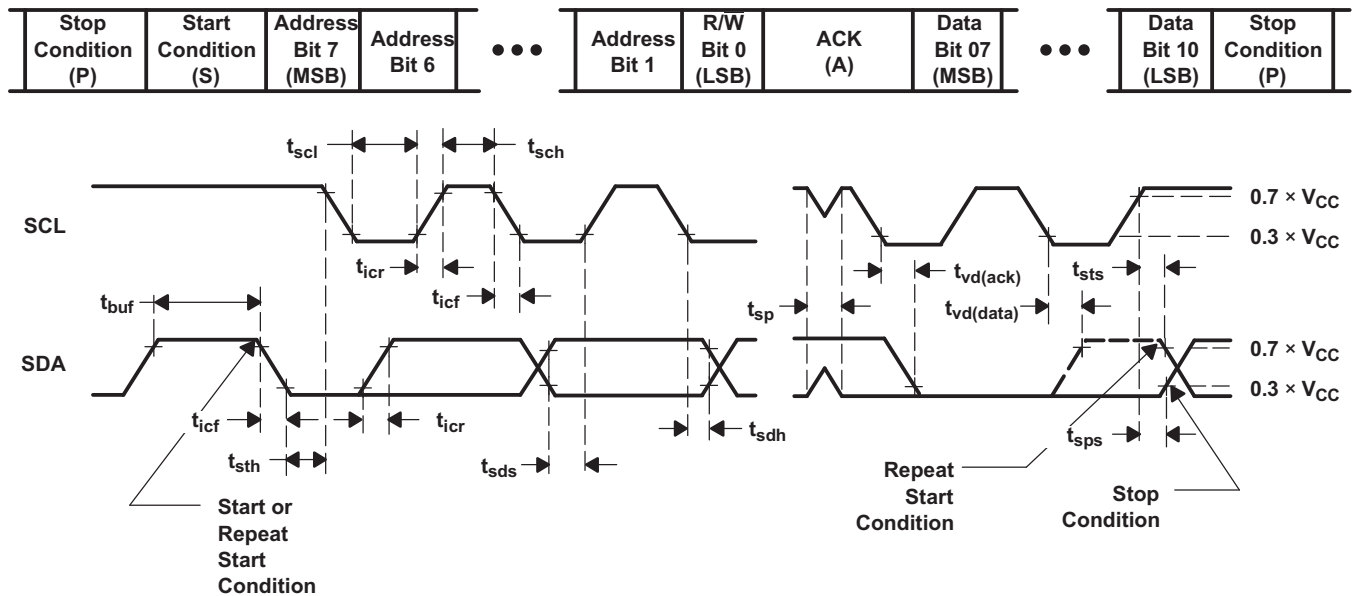 Stop
Condition
(P)
Start
Condition
(S)
Address
Bit 7
(MSB)
Address
Bit 6
•••
Address
Bit 1
R/W̅
Bit 0
(LSB)
ACK
(A)
Data
Bit 07
(MSB)
•••
Data
Bit 10
(LSB)
Stop
Condition
(P)
tscl
tsch
SCL
0.7 × VCC
0.3 × VCC
ticr
ticf
tbuf
tsp
tvd(ack)
tsts
tvd(data)
SDA
0.7 × VCC
0.3 × VCC
ticf
ticr
tsdh
tsth
tsds
tsps
Start or
Repeat
Start
Condition
Repeat
Start
Condition
Stop
Condition